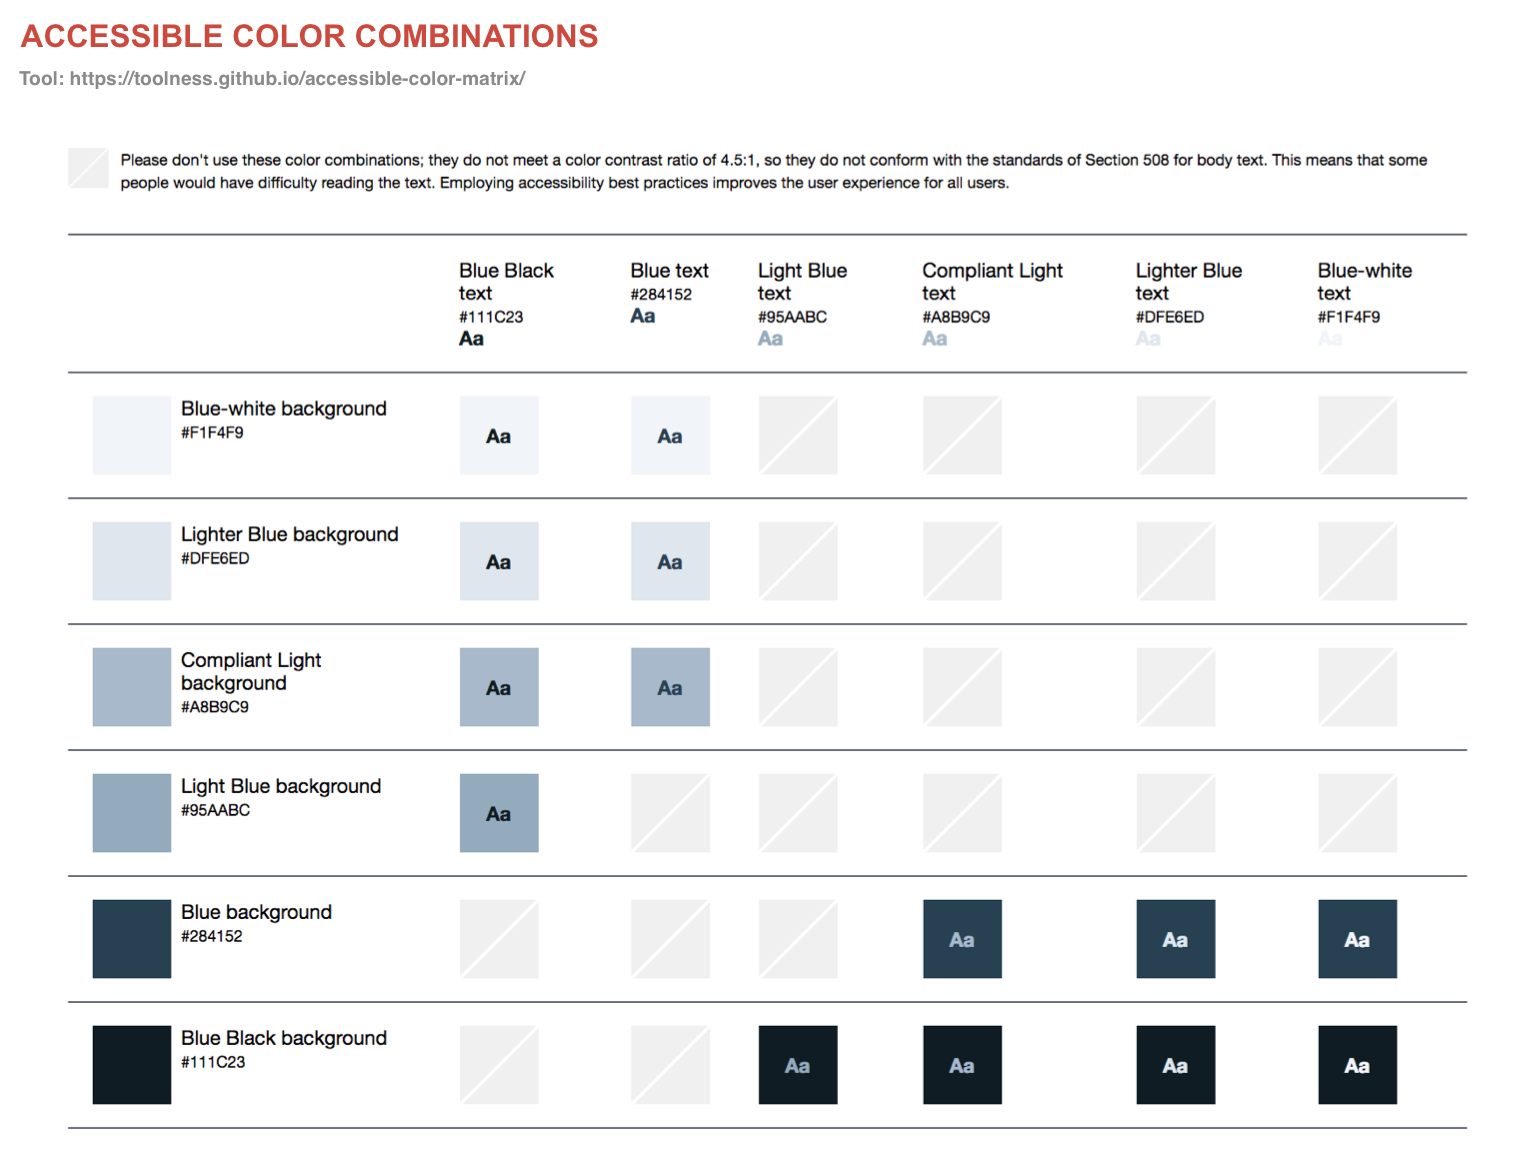 ACCESSIBLE COLOR COMBINATIONS
Tool: https://toolness.github.io/accessible-color-matrix/
Please don't use these color combinations; they do not meet a color contrast ratio of 4.5:1, so they do not conform with the standards of Section 508 for body text. This means that some
people would have difficulty reading the text. Employing accessibility best practices improves the user experience for all users.
Blue Black
text
#111C23
Aa
Blue text
#284152
Aa
Light Blue
text
#95AABC
Aa
Compliant Light
text
#A8B9C9
Aa
Lighter Blue
text
#DFE6ED
Aa
Blue-white
text
#F1F4F9
Aa
Blue-white background
#F1F4F9
Aa
Aa
Lighter Blue background
#DFE6ED
Aa
Aa
Compliant Light
background
#A8B9C9
Aa
Aa
Light Blue background
#95AABC
Aa
Blue background
#284152
Aa
Aa
Aa
Blue Black background
#111C23
Aa
Aa
Aa
Aa